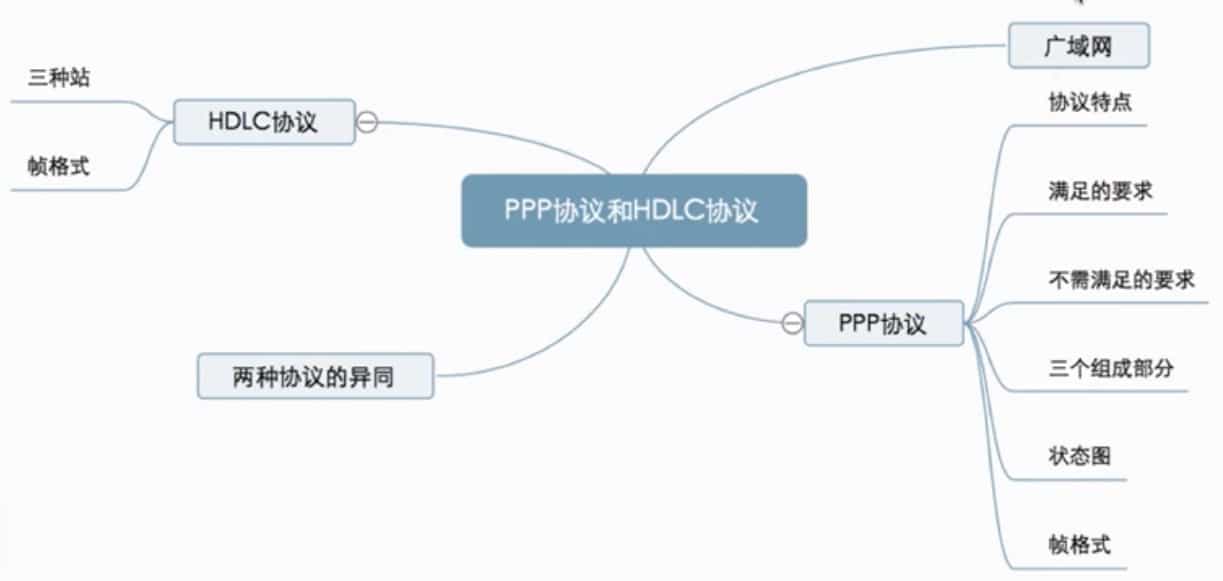 广域网
三种站
协议特点
HDLC协议
帧格式
满足的要求
PPP协议和HDLC协议
不需满足的要求
PPP协议
两种协议的异同
三个组成部分
状态图
帧格式